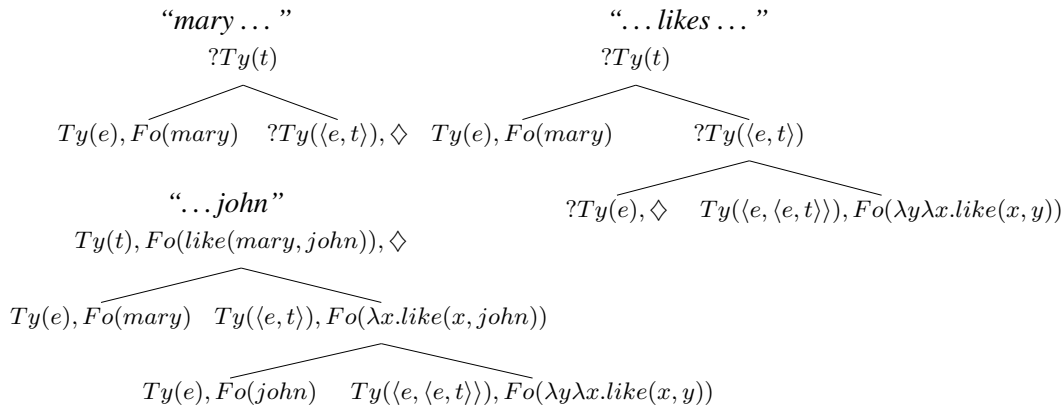 “mary . . . ”
?Ty(t)
Ty(e), Fo(mary) ?Ty(⟨e, t⟩), ♢
“. . . likes . . . ”
?Ty(t)
Ty(e), Fo(mary) ?Ty(⟨e, t⟩)
?Ty(e), ♢ Ty(⟨e, ⟨e, t⟩⟩), Fo(λyλx.like(x, y))
“. . . john”
Ty(t), Fo(like(mary, john)), ♢
Ty(e), Fo(mary) Ty(⟨e, t⟩), Fo(λx.like(x, john))
Ty(e), Fo(john) Ty(⟨e, ⟨e, t⟩⟩), Fo(λyλx.like(x, y))